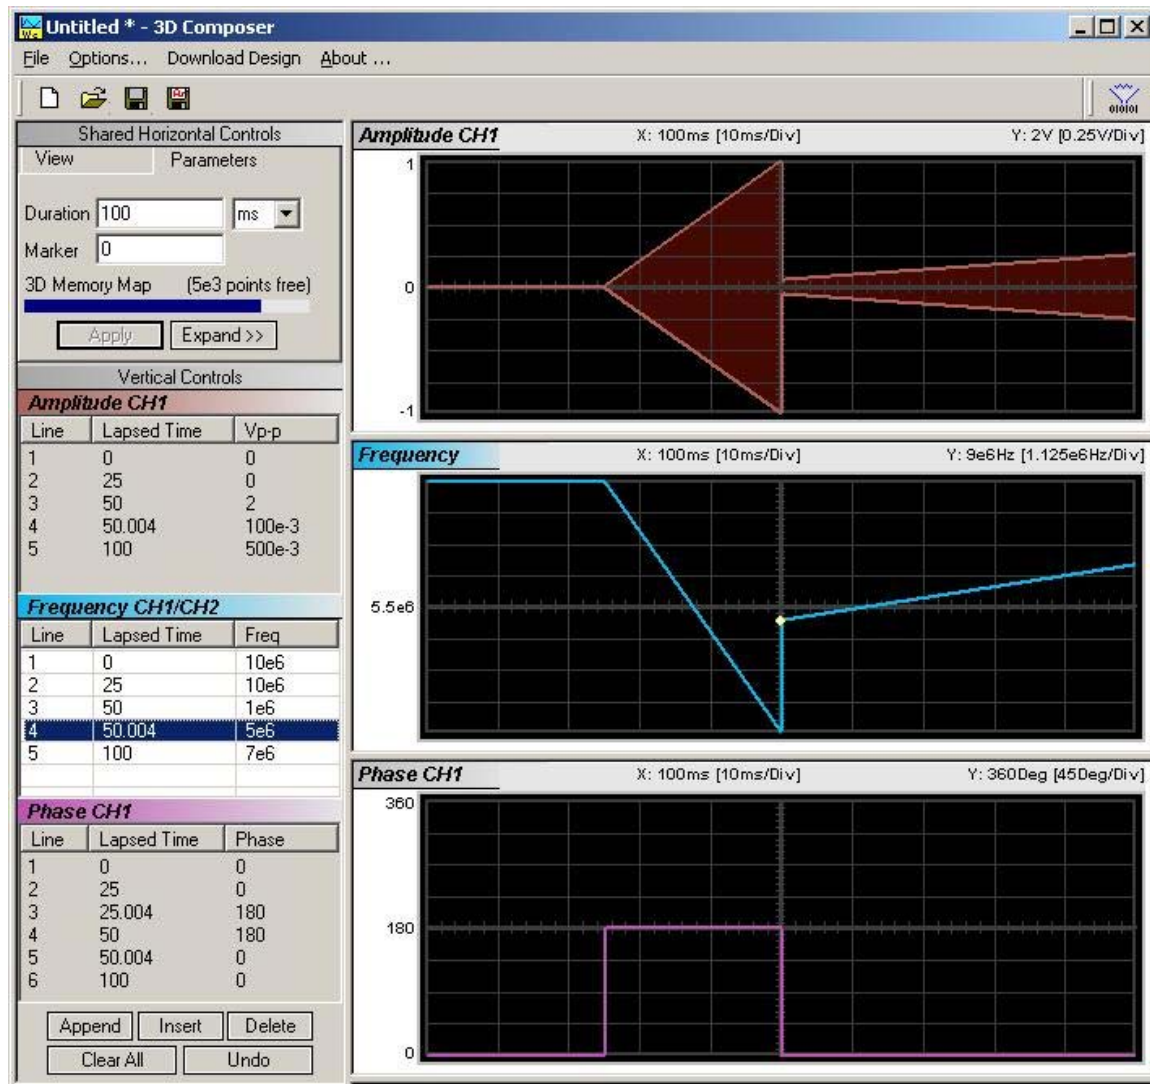 Untitled * - 3D Composer
File Options... Download Design About ...
Shared Horizontal Controls
View Parameters
Duration 100 ms
Marker 0
3D Memory Map (5e3 points free)
Apply Expand >>
Vertical Controls
Amplitude CH1
Line Lapsed Time Vp-p
1 0 0
2 25 0
3 50 2
4 50.004 100e-3
5 100 500e-3
Frequency CH1/CH2
Line Lapsed Time Freq
1 0 10e6
2 25 10e6
3 50 1e6
4 50.004 5e6
5 100 7e6
Phase CH1
Line Lapsed Time Phase
1 0 0
2 25 0
3 25.004 180
4 50 180
5 50.004 0
6 100 0
Append Insert Delete
Clear All Undo
Amplitude CH1 X: 100ms [10ms/Div] Y: 2V [0.25V/Div]
1
0
-1
Frequency X: 100ms [10ms/Div] Y: 9e6Hz [1.125e6Hz/Div]
5.5e6
Phase CH1 X: 100ms [10ms/Div] Y: 360Deg [45Deg/Div]
360
180
0